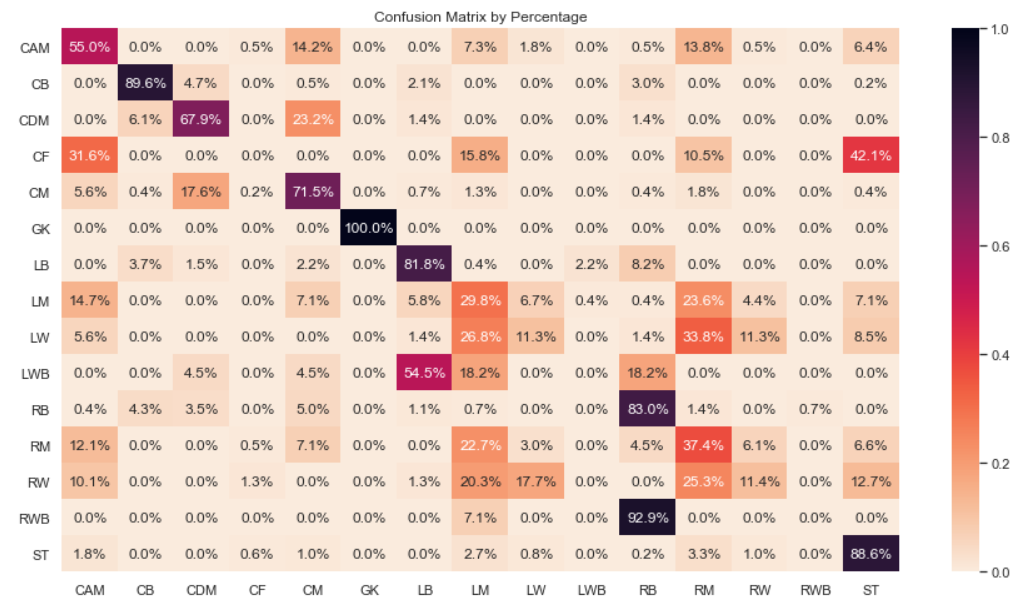 Confusion Matrix by Percentage
CAM 55.0% 0.0% 0.0% 0.5% 14.2% 0.0% 0.0% 7.3% 1.8% 0.0% 0.5% 13.8% 0.5% 0.0% 6.4%
CB 0.0% 89.6% 4.7% 0.0% 0.5% 0.0% 2.1% 0.0% 0.0% 0.0% 3.0% 0.0% 0.0% 0.0% 0.2%
CDM 0.0% 6.1% 67.9% 0.0% 23.2% 0.0% 1.4% 0.0% 0.0% 0.0% 1.4% 0.0% 0.0% 0.0% 0.0%
CF 31.6% 0.0% 0.0% 0.0% 0.0% 0.0% 0.0% 15.8% 0.0% 0.0% 0.0% 10.5% 0.0% 0.0% 42.1%
CM 5.6% 0.4% 17.6% 0.2% 71.5% 0.0% 0.7% 1.3% 0.0% 0.0% 0.4% 1.8% 0.0% 0.0% 0.4%
GK 0.0% 0.0% 0.0% 0.0% 0.0% 100.0% 0.0% 0.0% 0.0% 0.0% 0.0% 0.0% 0.0% 0.0% 0.0%
LB 0.0% 3.7% 1.5% 0.0% 2.2% 0.0% 81.8% 0.4% 0.0% 2.2% 8.2% 0.0% 0.0% 0.0% 0.0%
LM 14.7% 0.0% 0.0% 0.0% 7.1% 0.0% 5.8% 29.8% 6.7% 0.4% 0.4% 23.6% 4.4% 0.0% 7.1%
LW 5.6% 0.0% 0.0% 0.0% 0.0% 0.0% 1.4% 26.8% 11.3% 0.0% 1.4% 33.8% 11.3% 0.0% 8.5%
LWB 0.0% 0.0% 4.5% 0.0% 4.5% 0.0% 54.5% 18.2% 0.0% 0.0% 18.2% 0.0% 0.0% 0.0% 0.0%
RB 0.4% 4.3% 3.5% 0.0% 5.0% 0.0% 1.1% 0.7% 0.0% 0.0% 83.0% 1.4% 0.0% 0.7% 0.0%
RM 12.1% 0.0% 0.0% 0.5% 7.1% 0.0% 0.0% 22.7% 3.0% 0.0% 4.5% 37.4% 6.1% 0.0% 6.6%
RW 10.1% 0.0% 0.0% 1.3% 0.0% 0.0% 1.3% 20.3% 17.7% 0.0% 0.0% 25.3% 11.4% 0.0% 12.7%
RWB 0.0% 0.0% 0.0% 0.0% 0.0% 0.0% 0.0% 7.1% 0.0% 0.0% 92.9% 0.0% 0.0% 0.0% 0.0%
ST 1.8% 0.0% 0.0% 0.6% 1.0% 0.0% 0.0% 2.7% 0.8% 0.0% 0.2% 3.3% 1.0% 0.0% 88.6%
CAM CB CDM CF CM GK LB LM LW LWB RB RM RW RWB ST
1.0
0.8
0.6
0.4
0.2
0.0